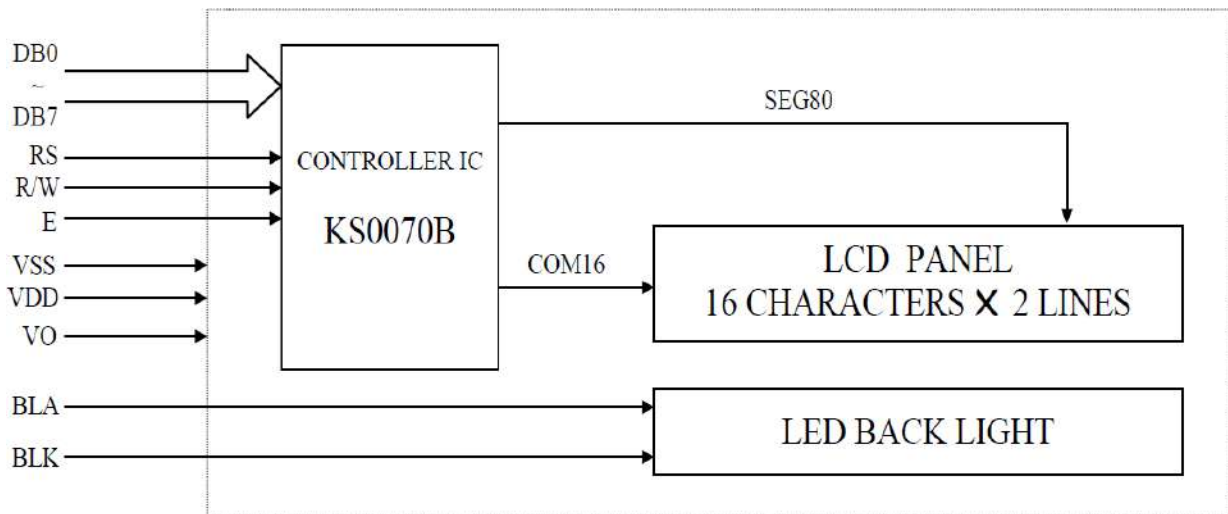 DB0
~
DB7
RS
R/W
E
VSS
VDD
VO
BLA
BLK
CONTROLLER IC
KS0070B
SEG80
COM16
LCD PANEL
16 CHARACTERS X 2 LINES
LED BACK LIGHT